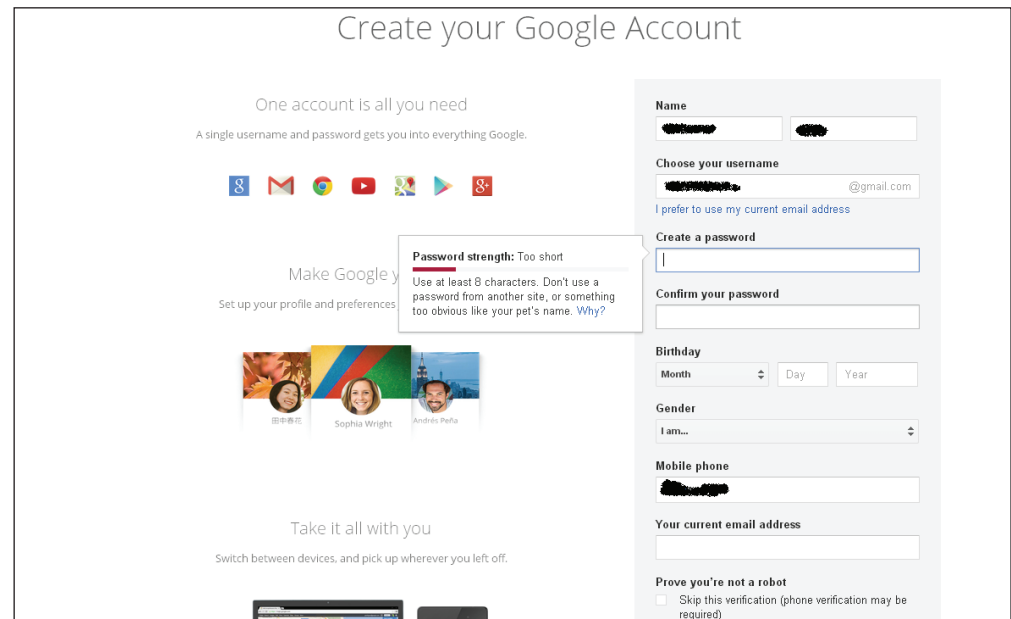 Create your Google Account
One account is all you need
A single username and password gets you into everything Google.
8
8+
Make Google y
Set up your profile and preferences
田中春花
Sophia Wright
Andrés Peña
Take it all with you
Switch between devices, and pick up wherever you left off.
Password strength: Too short
Use at least 8 characters. Don't use a
password from another site, or something
too obvious like your pet's name. Why?
Name
Choose your username
@gmail.com
I prefer to use my current email address
Create a password
Confirm your password
Birthday
Month Day Year
Gender
I am...
Mobile phone
Your current email address
Prove you're not a robot
Skip this verification (phone verification may be
required)